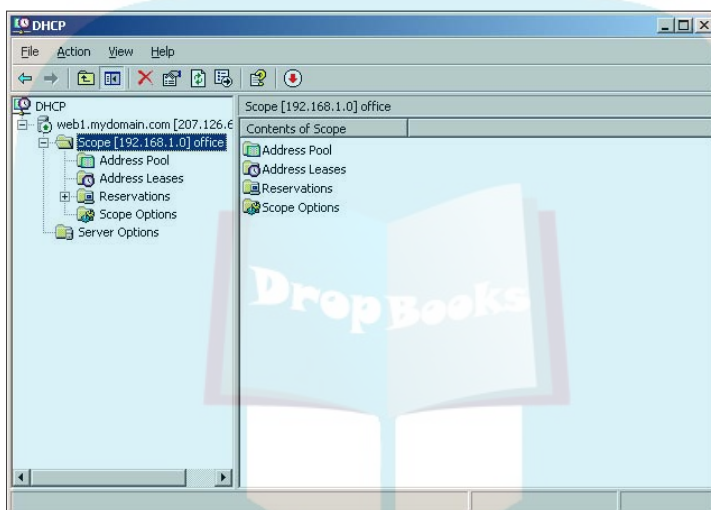 DHCP
File Action View Help
DHCP
web1.mydomain.com [207.126.6
Scope [192.168.1.0] office
Address Pool
Address Leases
Reservations
Scope Options
Server Options
Scope [192.168.1.0] office
Contents of Scope
Address Pool
Address Leases
Reservations
Scope Options
DropBooks